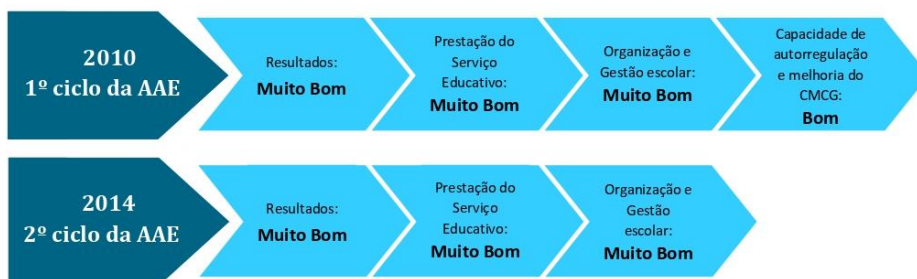 2010
1º ciclo da AAE
Resultados:
Muito Bom
Prestação do
Serviço
Educativo:
Muito Bom
Organização e
Gestão escolar:
Muito Bom
Capacidade de
autorregulação
e melhoria do
CMCG:
Bom
2014
2º ciclo da AAE
Resultados:
Muito Bom
Prestação do
Serviço
Educativo:
Muito Bom
Organização e
Gestão
escolar:
Muito Bom